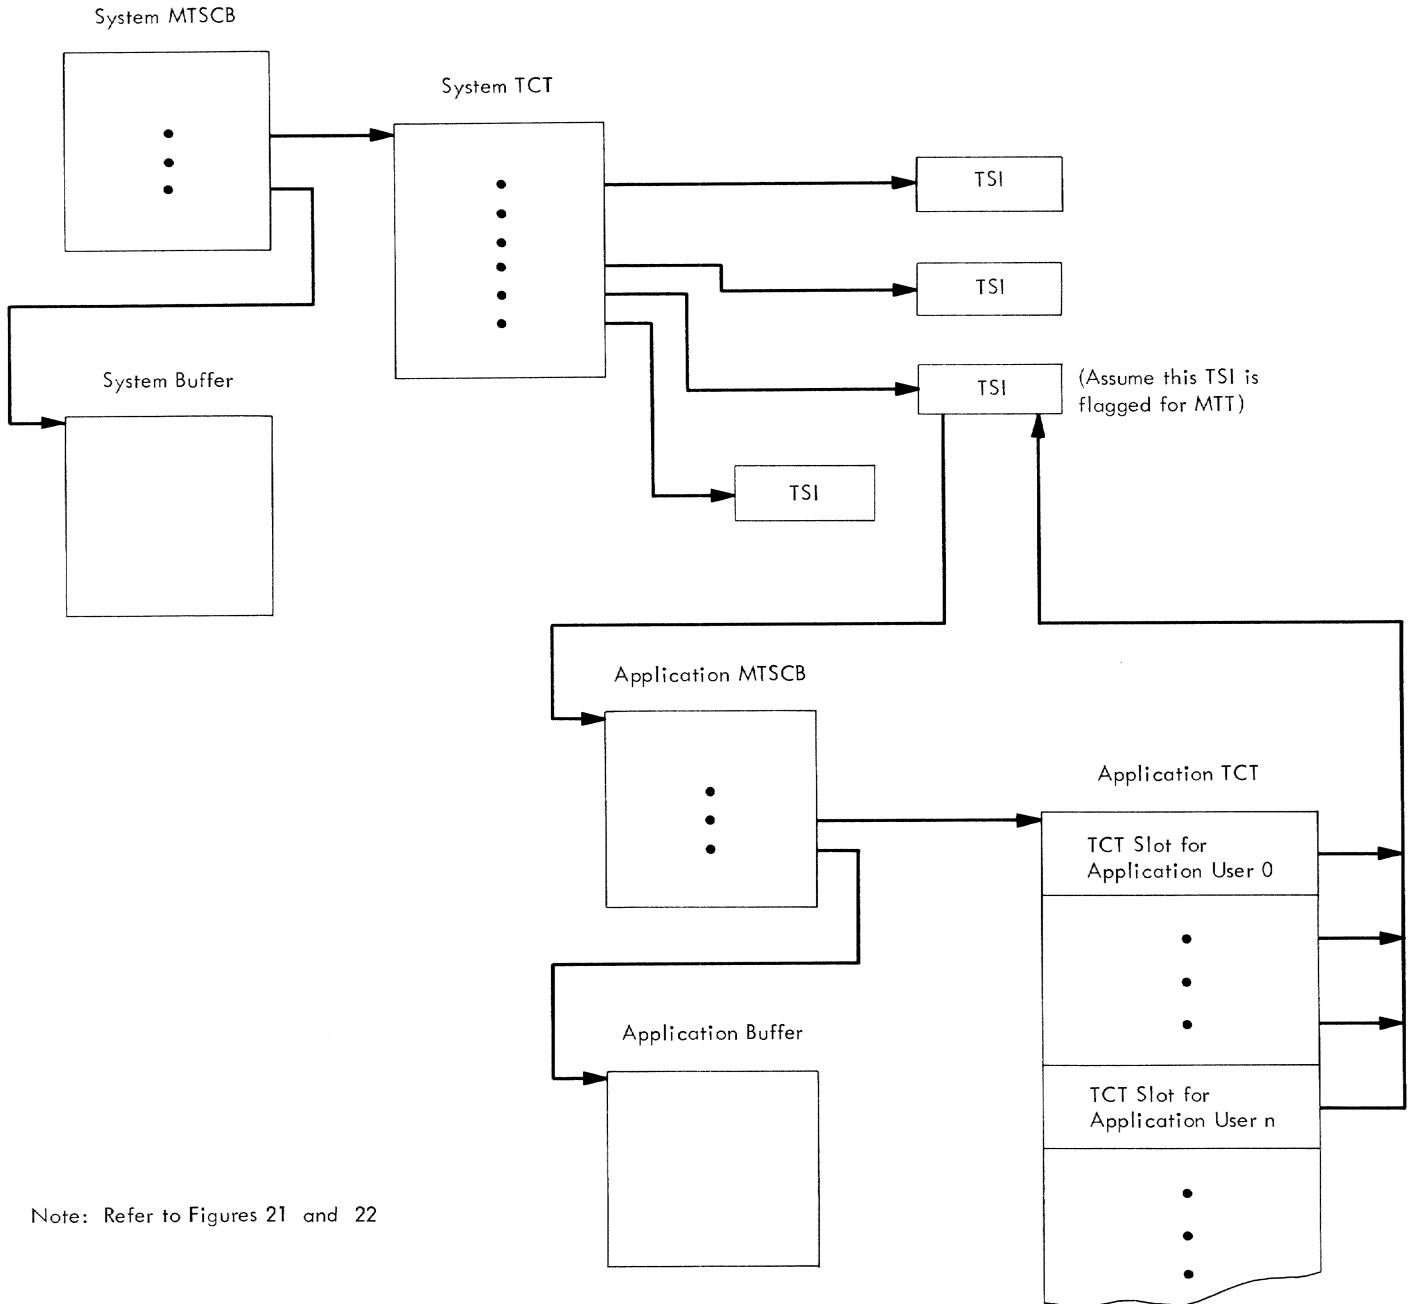 System MTSCB
System TCT
TSI
TSI
System Buffer
TSI
(Assume this TSI is
flagged for MTT)
TSI
Application MTSCB
Application TCT
TCT Slot for
Application User 0
Application Buffer
TCT Slot for
Application User n
Note: Refer to Figures 21 and 22